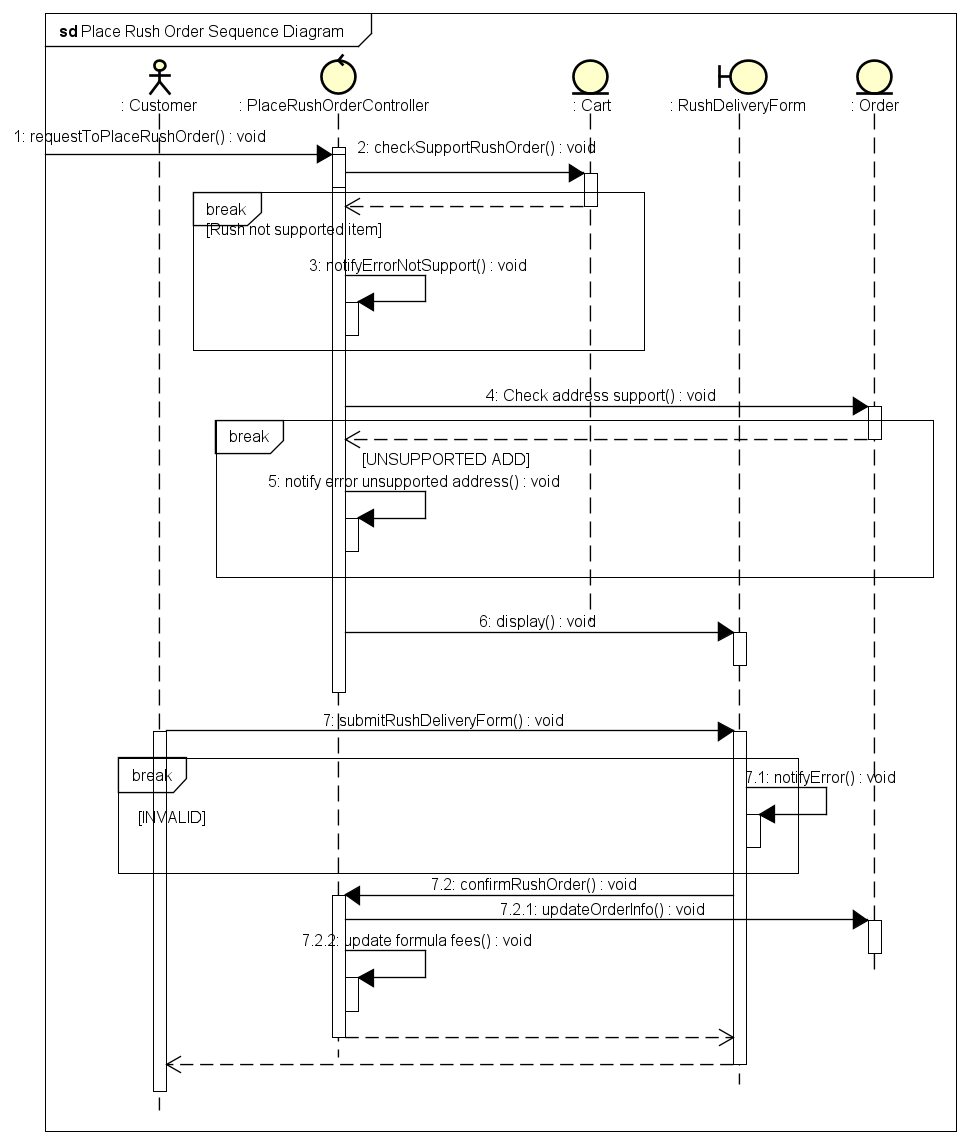 sd Place Rush Order Sequence Diagram
: Customer
: PlaceRushOrderController
: Cart
: RushDeliveryForm
: Order
1: requestToPlaceRushOrder() : void
2: checkSupportRushOrder() : void
break
[Rush not supported item]
3: notifyErrorNotSupport() : void
4: Check address support() : void
break
[UNSUPPORTED ADD]
5: notify error unsupported address() : void
6: display() : void
7: submitRushDeliveryForm() : void
break
7.1: notifyError() : void
[INVALID]
7.2: confirmRushOrder() : void
7.2.1: updateOrderInfo() : void
7.2.2: update formula fees() : void